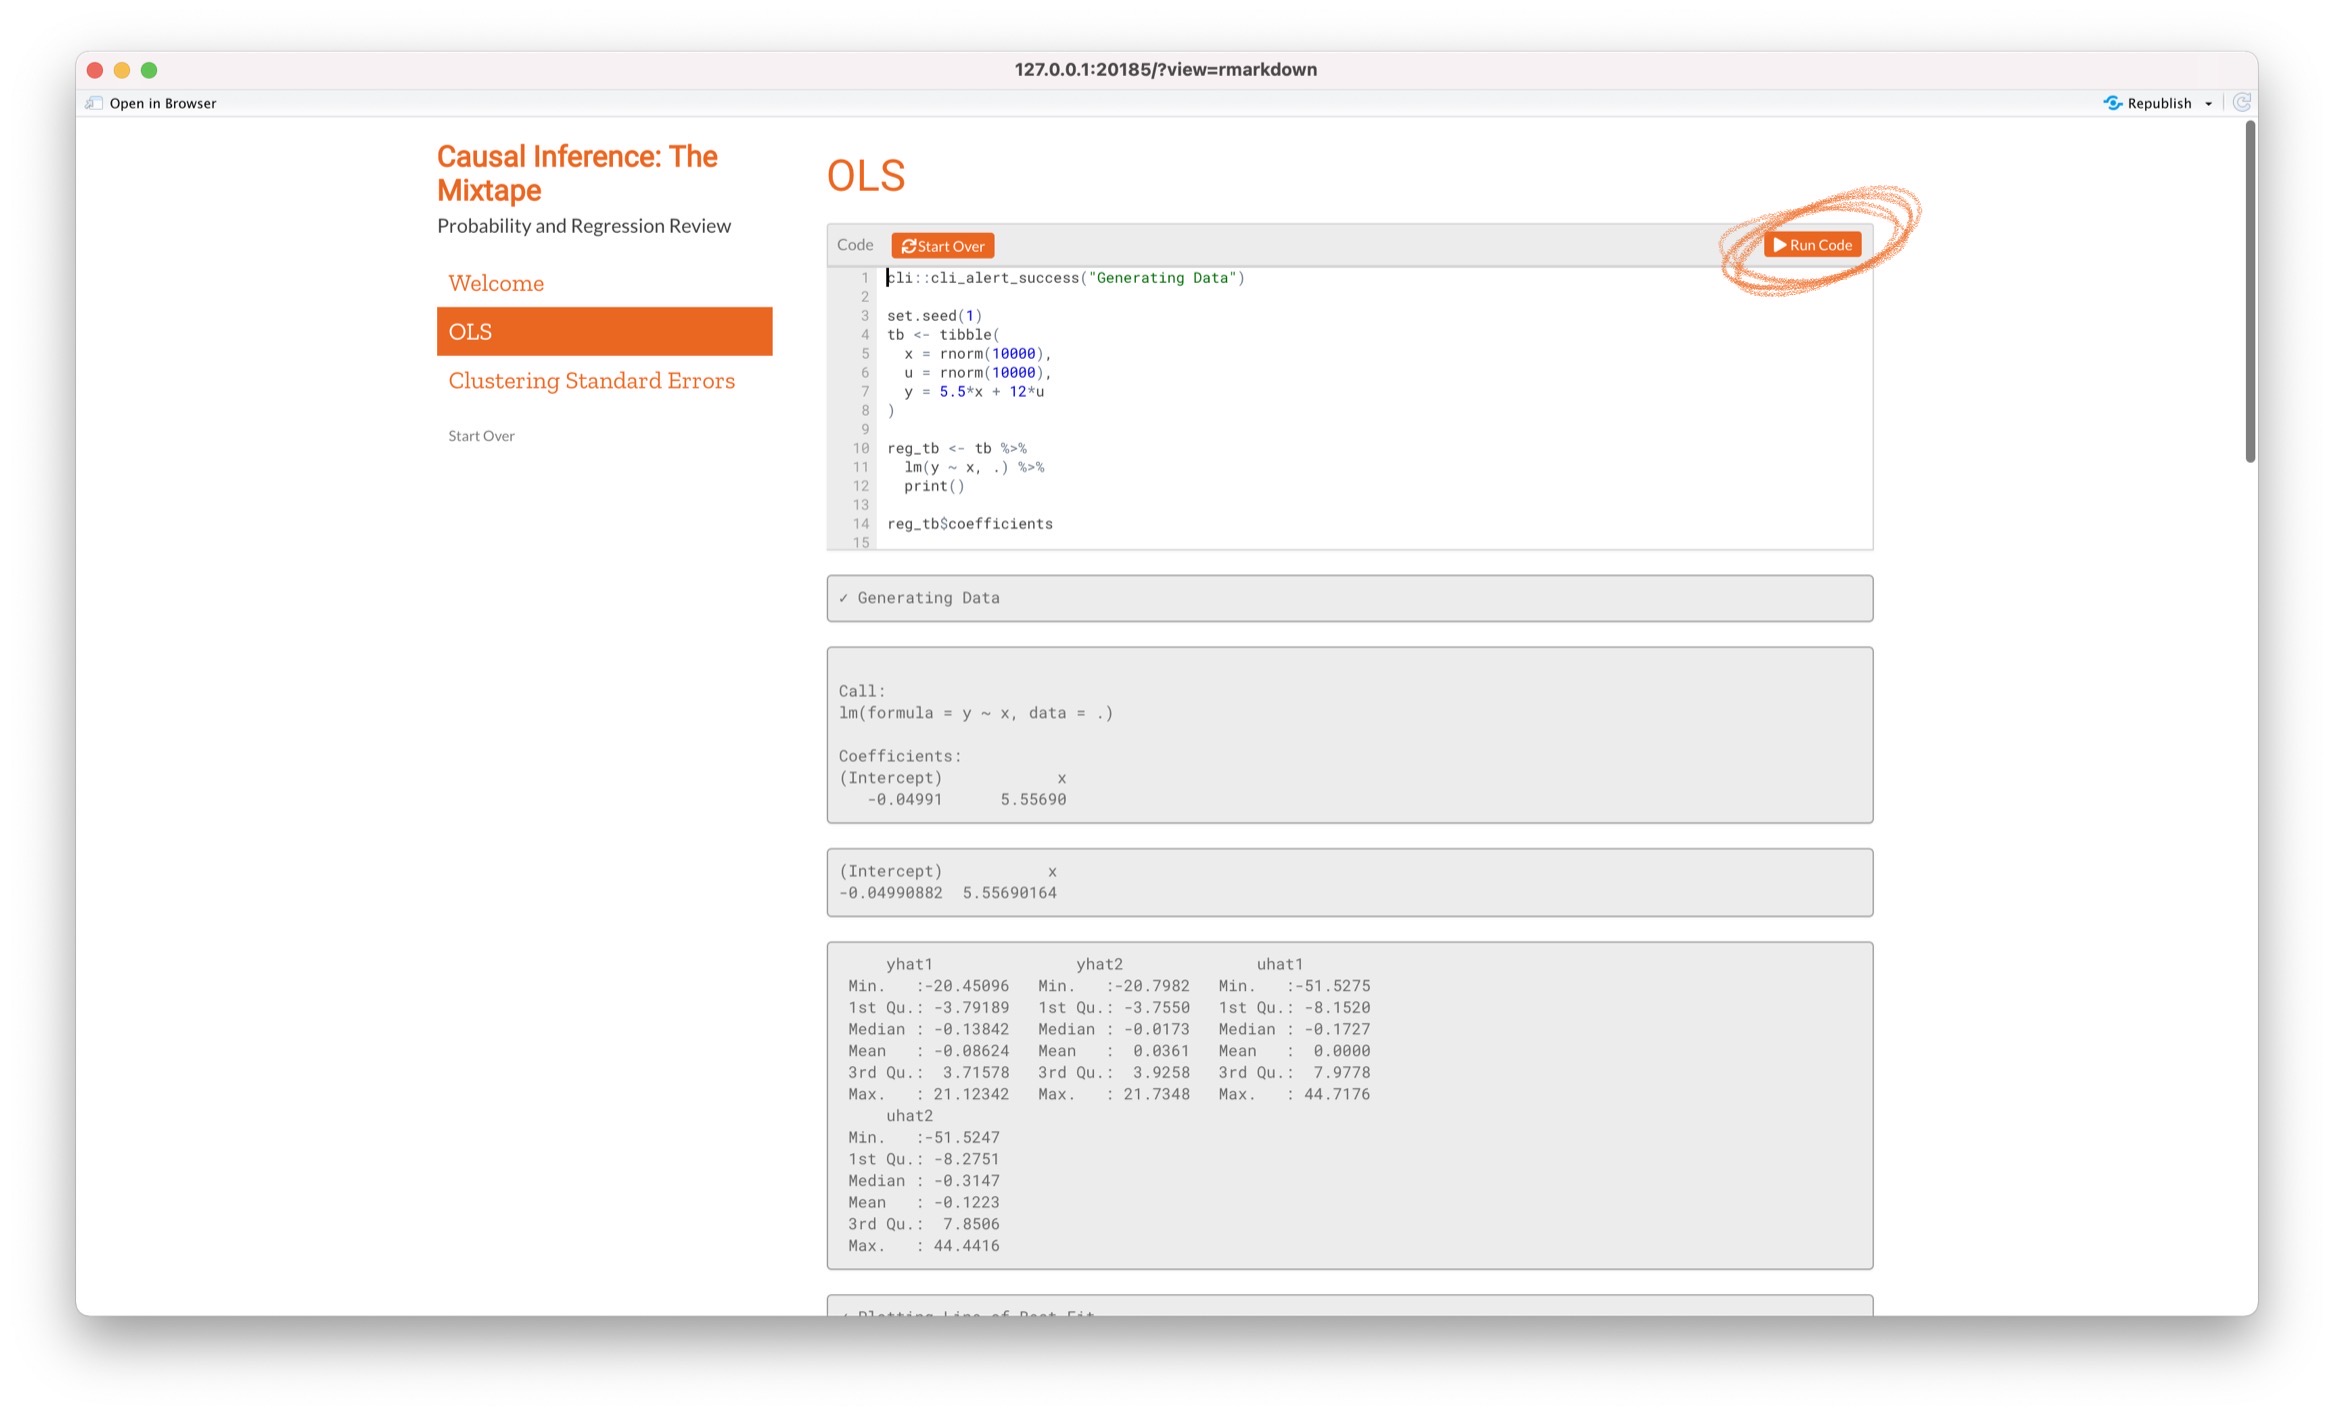 127.0.0.1:20185/?view=rmarkdown
Open in Browser
Republish
Causal Inference: The
Mixtape
Probability and Regression Review
Welcome
OLS
Clustering Standard Errors
Start Over
OLS
Code
Start Over
Run Code
1 cli::cli_alert_success("Generating Data")
2
3 set.seed(1)
4 tb <- tibble(
5   x = rnorm(10000),
6   u = rnorm(10000),
7   y = 5.5*x + 12*u
8 )
9
10 reg_tb <- tb %>%
11   lm(y ~ x, .) %>%
12   print()
13
14 reg_tb$coefficients
15
✓ Generating Data
Call:
lm(formula = y ~ x, data = .)
Coefficients:
(Intercept)            x
   -0.04991      5.55690
(Intercept)           x
-0.04990882  5.55690164
     yhat1               yhat2              uhat1
 Min.   :-20.45096   Min.   :-20.7982   Min.   :-51.5275
 1st Qu.: -3.79189   1st Qu.: -3.7550   1st Qu.: -8.1520
 Median : -0.13842   Median : -0.0173   Median : -0.1727
 Mean   : -0.08624   Mean   :  0.0361   Mean   :  0.0000
 3rd Qu.:  3.71578   3rd Qu.:  3.9258   3rd Qu.:  7.9778
 Max.   : 21.12342   Max.   : 21.7348   Max.   : 44.7176
     uhat2
 Min.   :-51.5247
 1st Qu.: -8.2751
 Median : -0.3147
 Mean   : -0.1223
 3rd Qu.:  7.8506
 Max.   : 44.4416
✓ Plotting Line of Best Fit